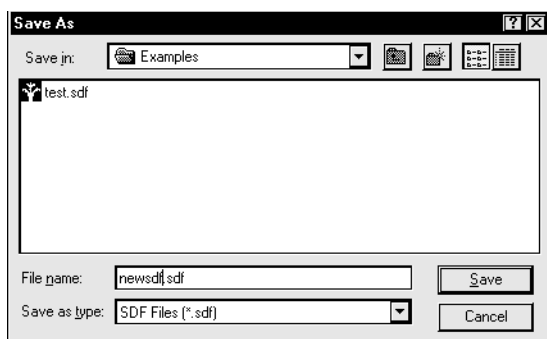 Save As
Save in: Examples
test.sdf
File name: newsdf.sdf
Save
Save as type: SDF Files (*.sdf)
Cancel